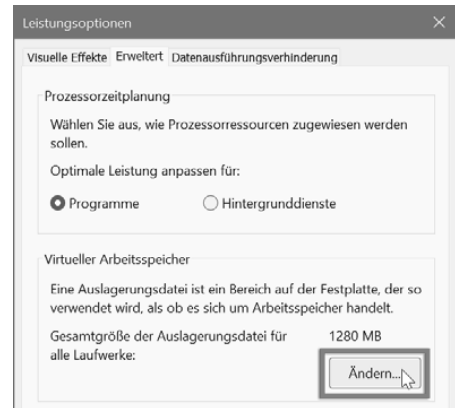 Leistungsoptionen
Visuelle Effekte Erweitert Datenausführungsverhinderung
Prozessorzeitplanung
Wählen Sie aus, wie Prozessorressourcen zugewiesen werden
sollen.
Optimale Leistung anpassen für:
Programme Hintergrunddienste
Virtueller Arbeitsspeicher
Eine Auslagerungsdatei ist ein Bereich auf der Festplatte, der so
verwendet wird, als ob es sich um Arbeitsspeicher handelt.
Gesamtgröße der Auslagerungsdatei für 1280 MB
alle Laufwerke:
Ändern...